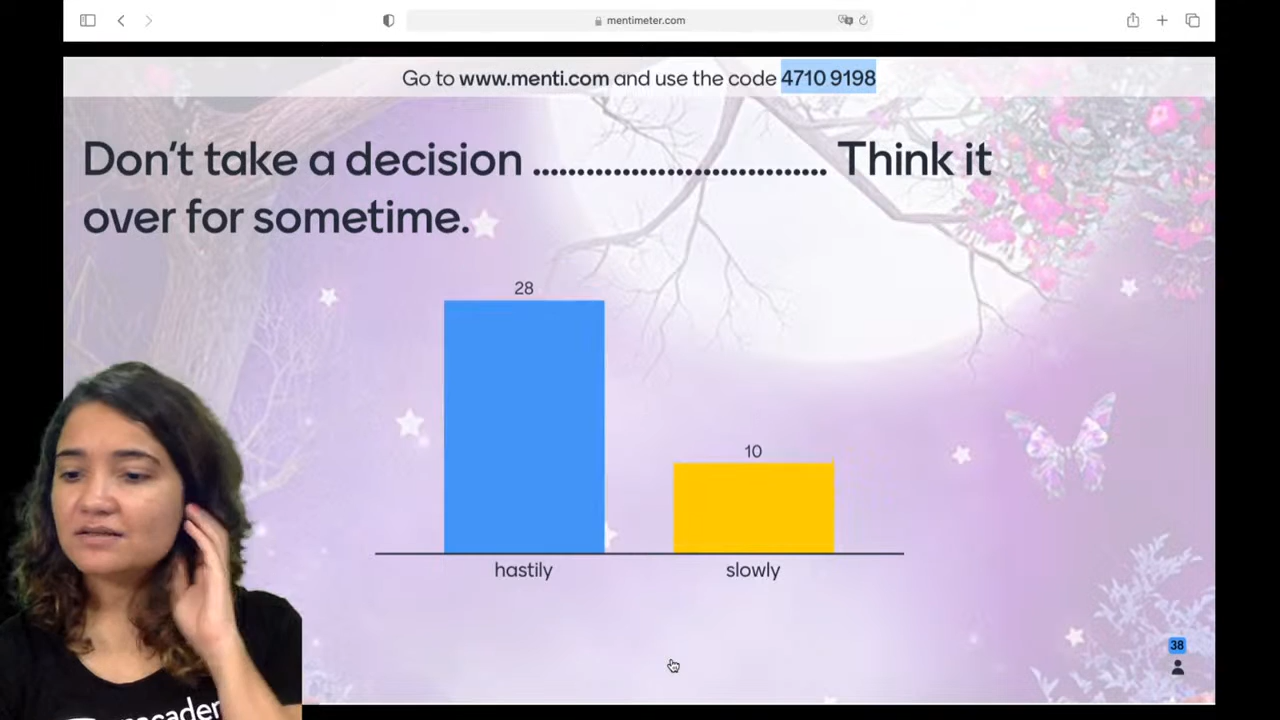 mentimeter.com
Go to www.menti.com and use the code 4710 9198
Don't take a decision ................................. Think it
over for sometime.
28
10
hastily
slowly
38